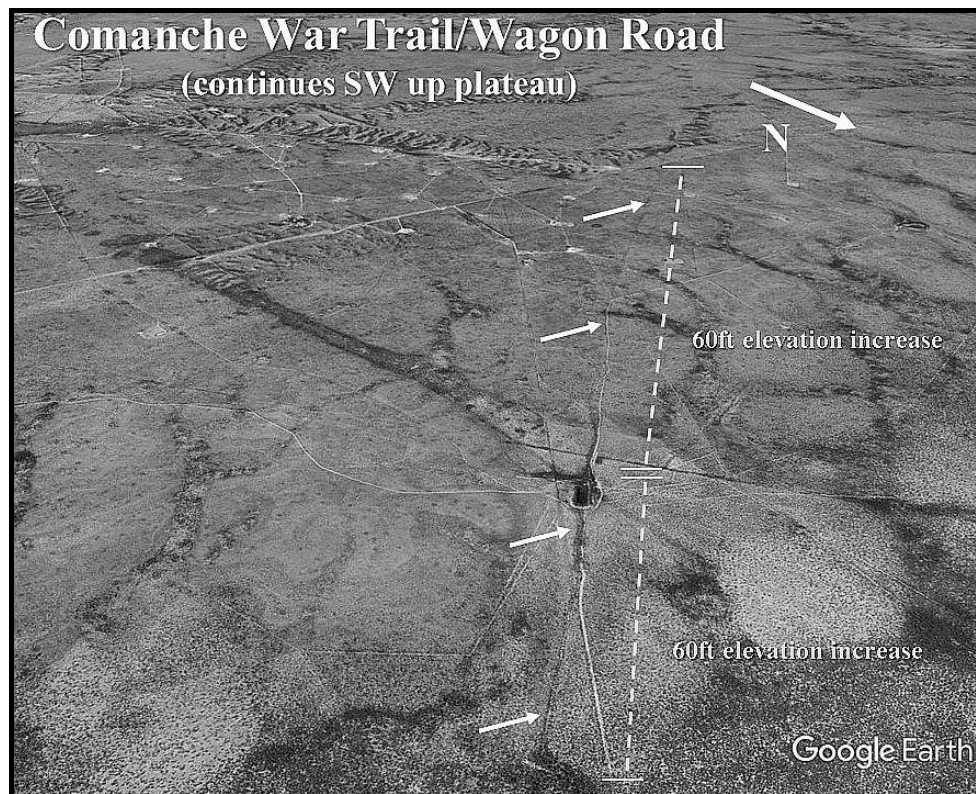 Comanche War Trail/Wagon Road
(continues SW up plateau)
N
60ft elevation increase
60ft elevation increase
Google Earth